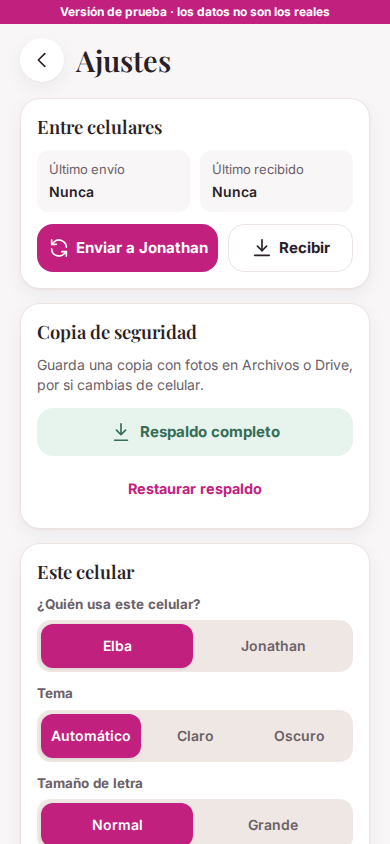 Versión de prueba · los datos no son los reales
Ajustes
Entre celulares
Último envío
Nunca
Último recibido
Nunca
Enviar a Jonathan
Recibir
Copia de seguridad
Guarda una copia con fotos en Archivos o Drive,
por si cambias de celular.
Respaldo completo
Restaurar respaldo
Este celular
¿Quién usa este celular?
Elba
Jonathan
Tema
Automático
Claro
Oscuro
Tamaño de letra
Normal
Grande